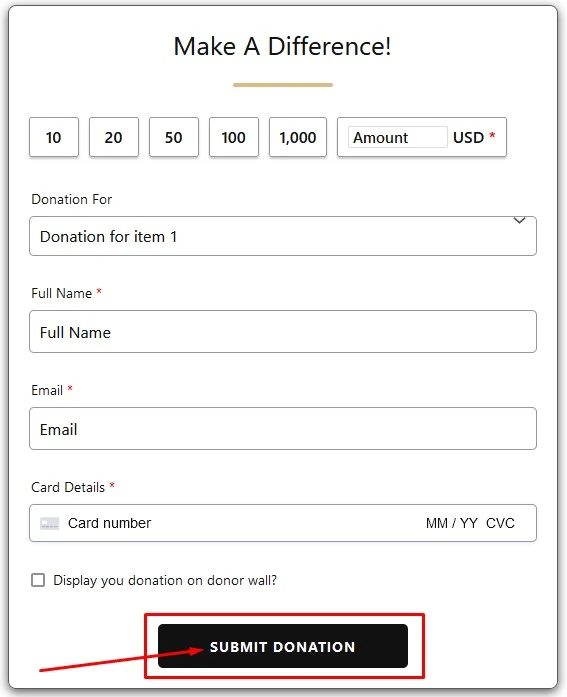 Make A Difference!
10 20 50 100 1,000 Amount USD *
Donation For
Donation for item 1
Full Name *
Full Name
Email *
Email
Card Details *
Card number MM / YY CVC
Display you donation on donor wall?
SUBMIT DONATION